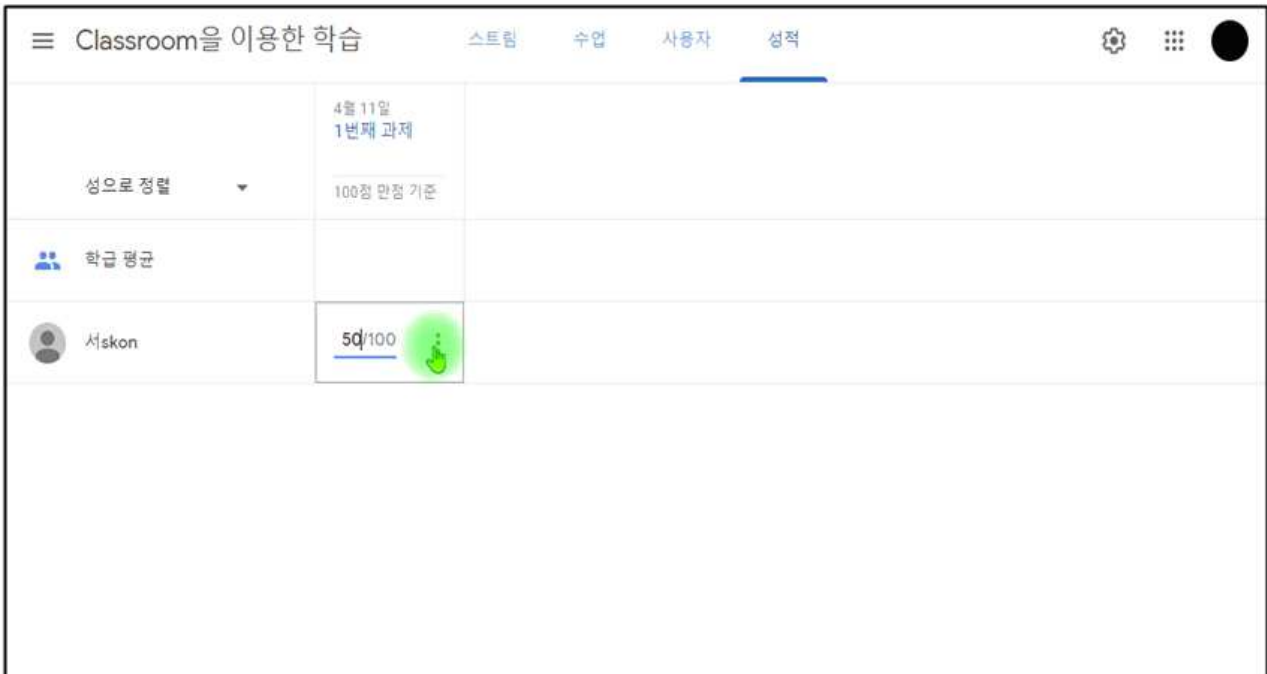 Classroom을 이용한 학습
스트림 수업 사용자 성적
4월 11일
1번째 과제
성으로 정렬
100점 만점 기준
학급 평균
서skon
50/100